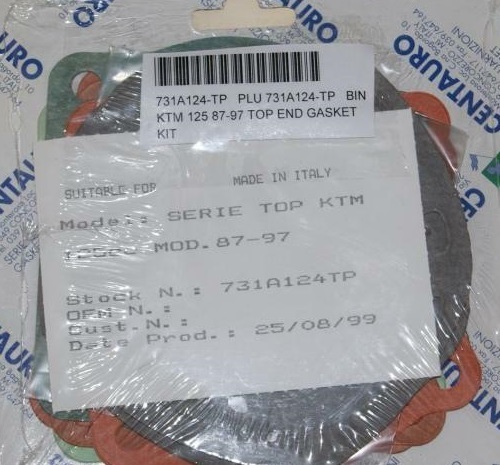 CENTAURO
731A124-TP PLU 731A124-TP BIN
KTM 125 87-97 TOP END GASKET
KIT
SUITABLE FOR MADE IN ITALY
Model: SERIE TOP KTM
MOD. 87-97
Stock N.: 731A124TP
OEM N.:
Cust.N.:
Date Prod.: 25/08/99
CENTAURO
CENTAURO
GUARNIZIONI